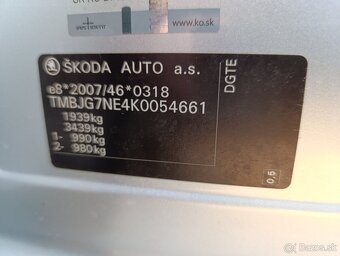 www.ko.sk
ŠKODA AUTO a.s.
e8*2007/46*0318
TMBJG7NE4K0054661
1939kg
3439kg
1- 990kg
2- 980kg
DGTE
0,5
bazos.sk